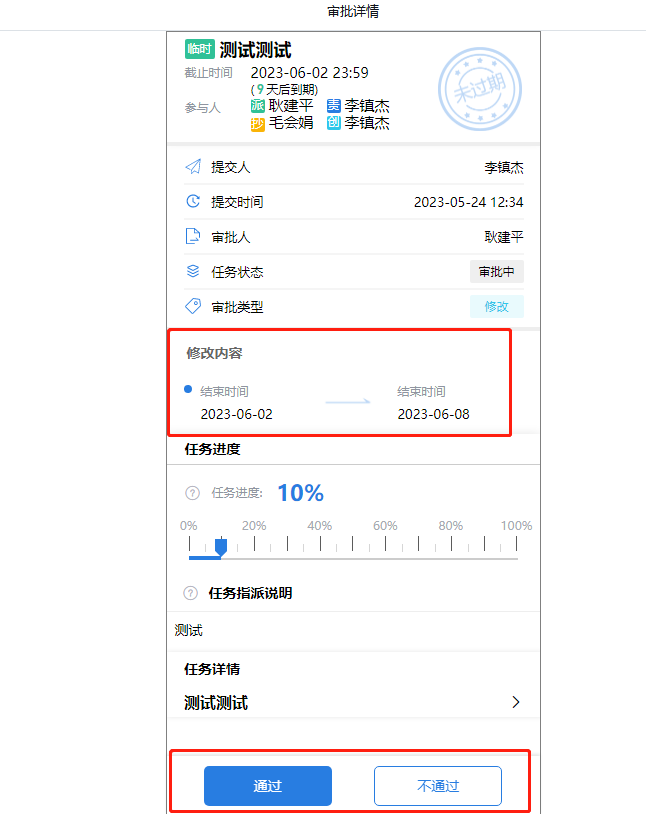 审批详情
临时 测试测试
截止时间 2023-06-02 23:59
(9 天后到期)
参与人 派 耿建平 责 李镇杰
抄 毛会娟 创 李镇杰
未过期
提交人 李镇杰
提交时间 2023-05-24 12:34
审批人 耿建平
任务状态 审批中
审批类型 修改
修改内容
结束时间 结束时间
2023-06-02 2023-06-08
任务进度
? 任务进度: 10%
0% 20% 40% 60% 80% 100%
? 任务指派说明
测试
任务详情
测试测试
通过 不通过